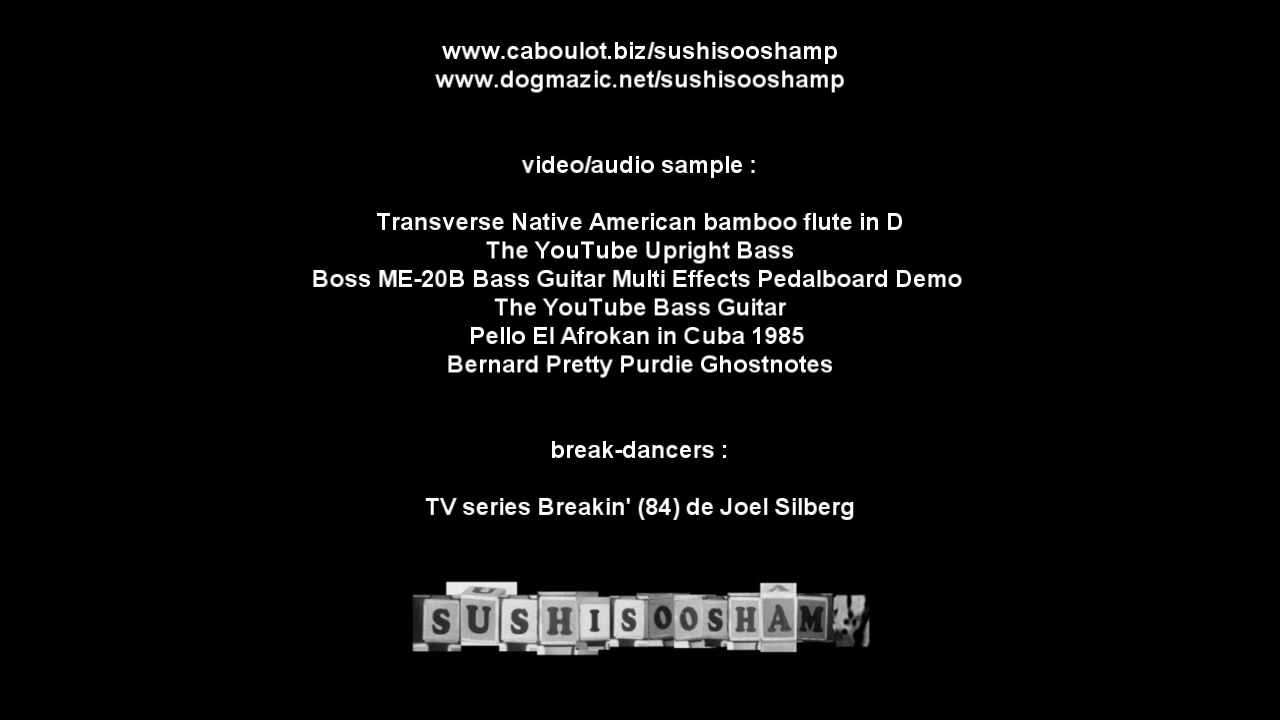 www.caboulot.biz/sushisooshamp
www.dogmazic.net/sushisooshamp
video/audio sample :
Transverse Native American bamboo flute in D
The YouTube Upright Bass
Boss ME-20B Bass Guitar Multi Effects Pedalboard Demo
The YouTube Bass Guitar
Pello El Afrokan in Cuba 1985
Bernard Pretty Purdie Ghostnotes
break-dancers :
TV series Breakin' (84) de Joel Silberg
SUSHISOOSHAM